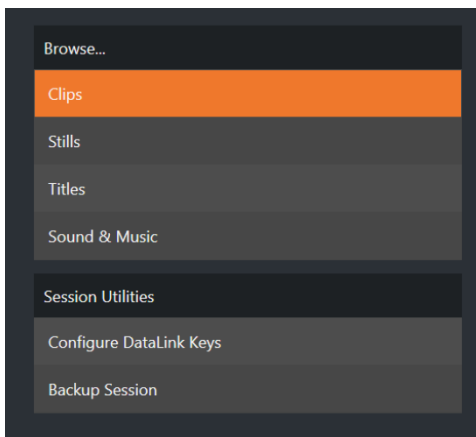 Browse...
Clips
Stills
Titles
Sound & Music
Session Utilities
Configure DataLink Keys
Backup Session